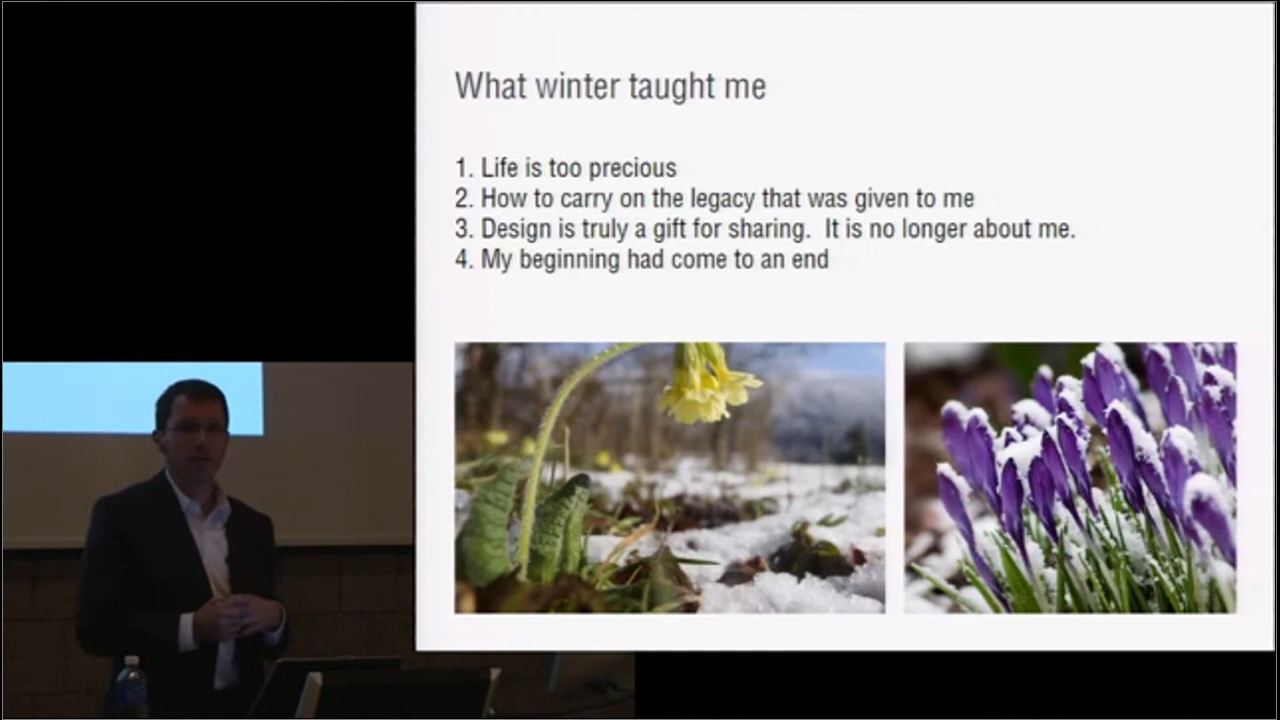 What winter taught me
1. Life is too precious
2. How to carry on the legacy that was given to me
3. Design is truly a gift for sharing.  It is no longer about me.
4. My beginning had come to an end